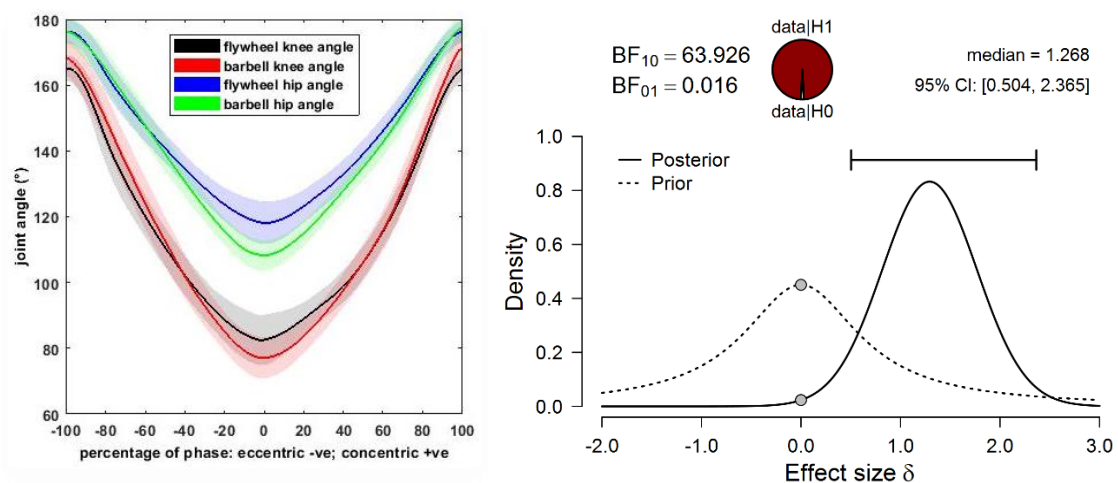 180
160
140
120
100
80
60
joint angle (°)
flywheel knee angle
barbell knee angle
flywheel hip angle
barbell hip angle
-100 -80 -60 -40 -20 0 20 40 60 80 100
percentage of phase: eccentric -ve; concentric +ve
data|H1
BF10 = 63.926
BF01 = 0.016
data|H0
median = 1.268
95% CI: [0.504, 2.365]
1.0
0.8
0.6
0.4
0.2
0.0
Density
Posterior
Prior
-2.0 -1.0 0.0 1.0 2.0 3.0
Effect size δ